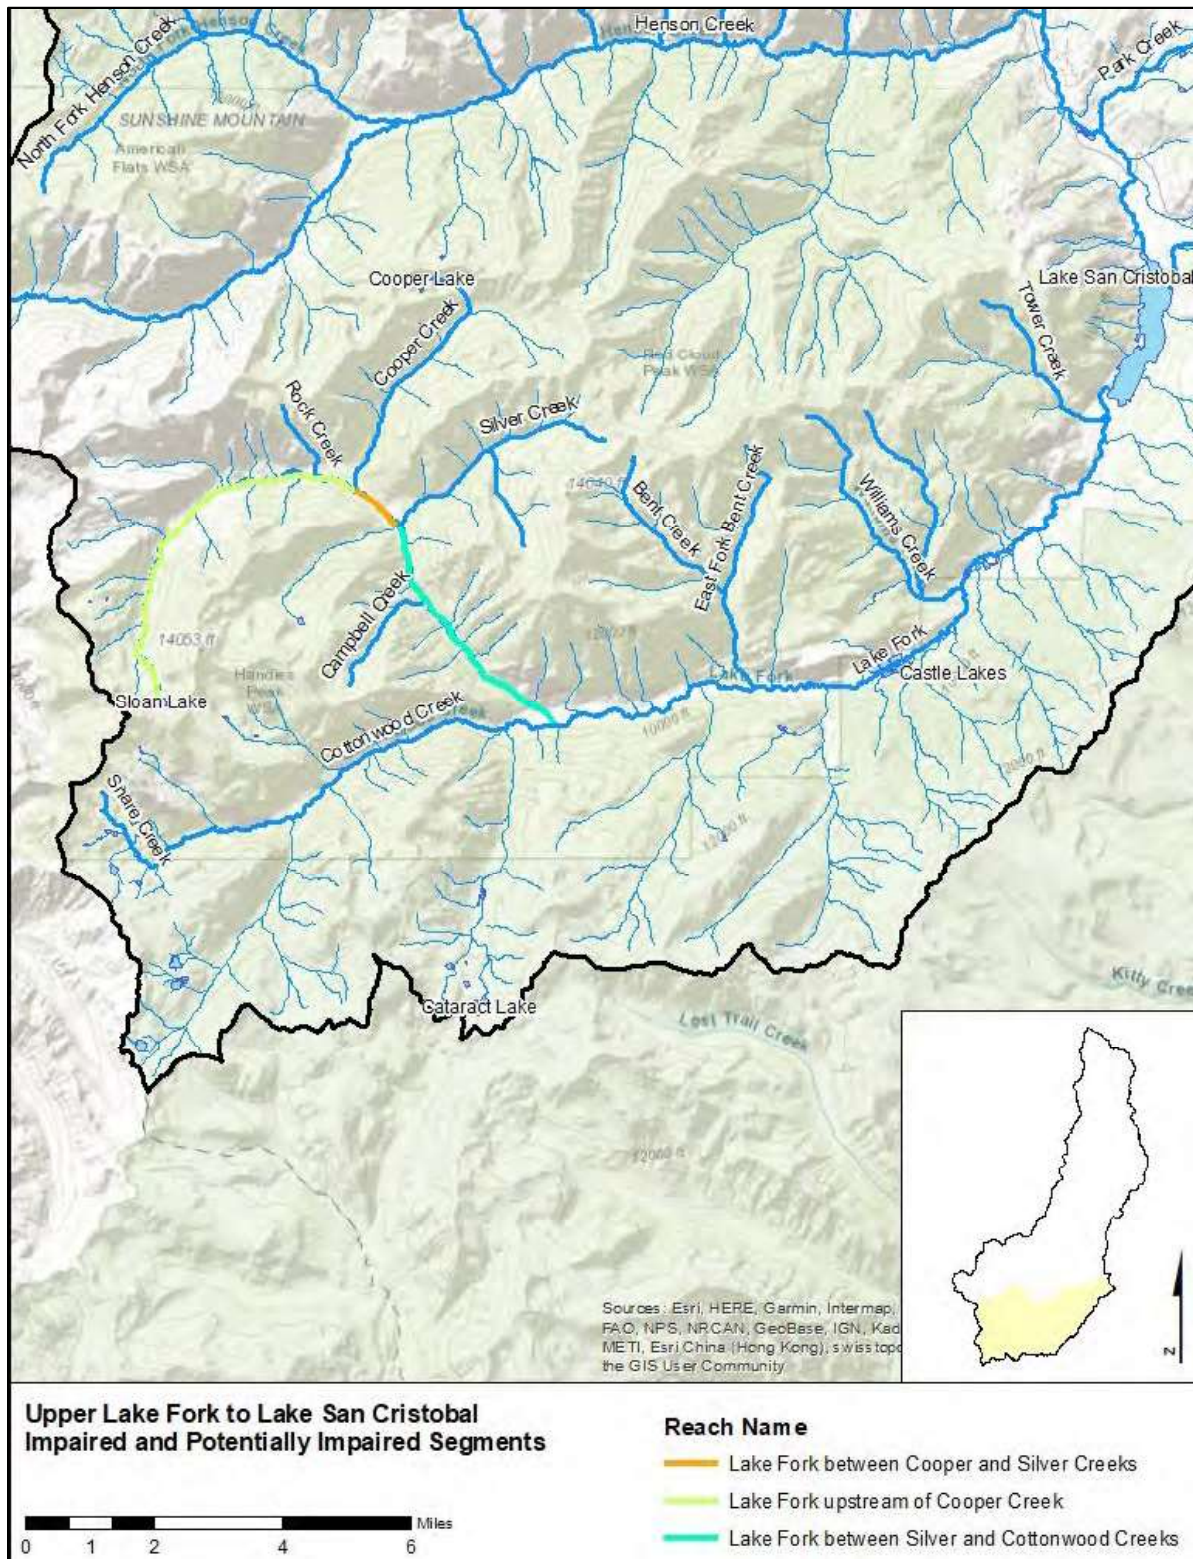 Henson Creek
North Fork Henson Creek
Park Creek
SUNSHINE MOUNTAIN
American
Flats WSA
Cooper Lake
Lake San Cristobal
Cooper Creek
Tower Creek
Red Cloud
Peak WSA
Rock Creek
Silver Creek
Bent Creek
East Fork Bent Creek
Williams Creek
Campbell Creek
14053 ft
Lake Fork
Lake Fork
Castle Lakes
Handies
Peak
WSA
Sloan Lake
Cottonwood Creek
10000 ft
Snare Creek
Cataract Lake
Lost Trail Creek
Kitty Cree
12000 ft
Sources: Esri, HERE, Garmin, Intermap,
FAO, NPS, NRCAN, GeoBase, IGN, Kad
METI, Esri China (Hong Kong), swisstopo
the GIS User Community
N
Upper Lake Fork to Lake San Cristobal
Impaired and Potentially Impaired Segments
Reach Name
Lake Fork between Cooper and Silver Creeks
Lake Fork upstream of Cooper Creek
Lake Fork between Silver and Cottonwood Creeks
Miles
0 1 2 4 6